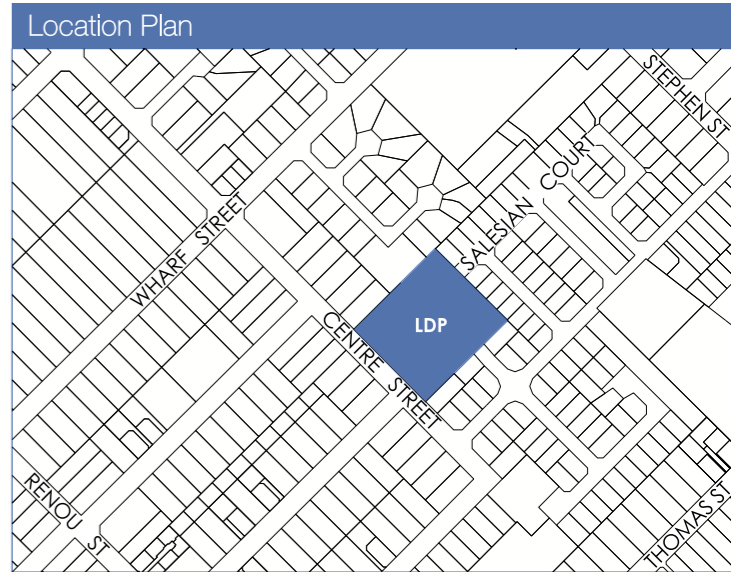 Location Plan
STEPHEN ST
SALESIAN COURT
WHARF STREET
LDP
CENTRE STREET
RENOU ST
THOMAS ST